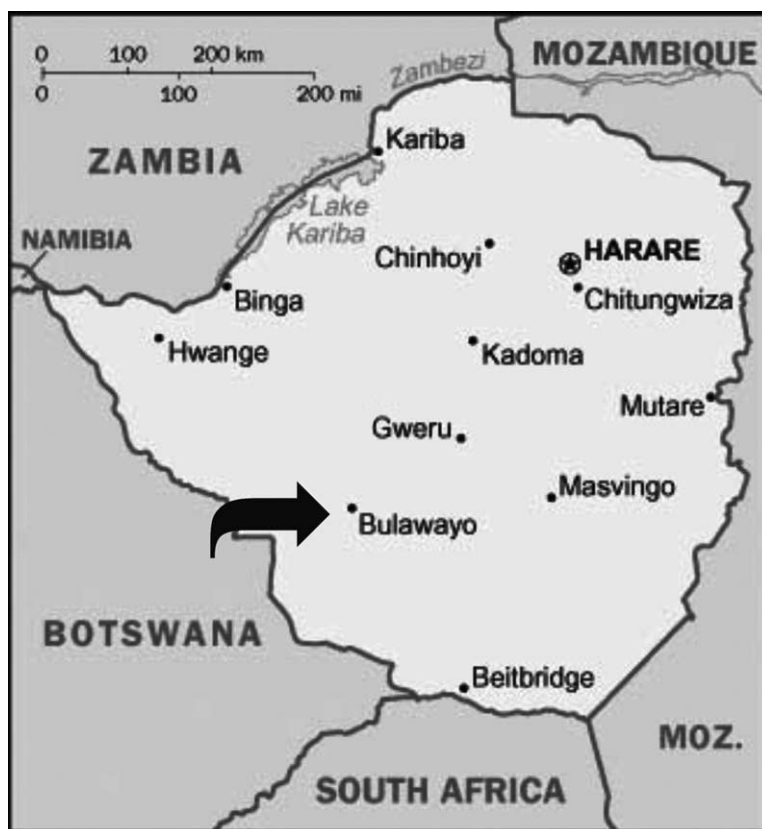 0 100 200 km
0 100 200 mi
MOZAMBIQUE
Zambezi
Kariba
ZAMBIA
Lake
Kariba
NAMIBIA
Chinhoyi
HARARE
Chitungwiza
Binga
Hwange
Kadoma
Mutare
Gweru
Masvingo
Bulawayo
BOTSWANA
Beitbridge
MOZ.
SOUTH AFRICA